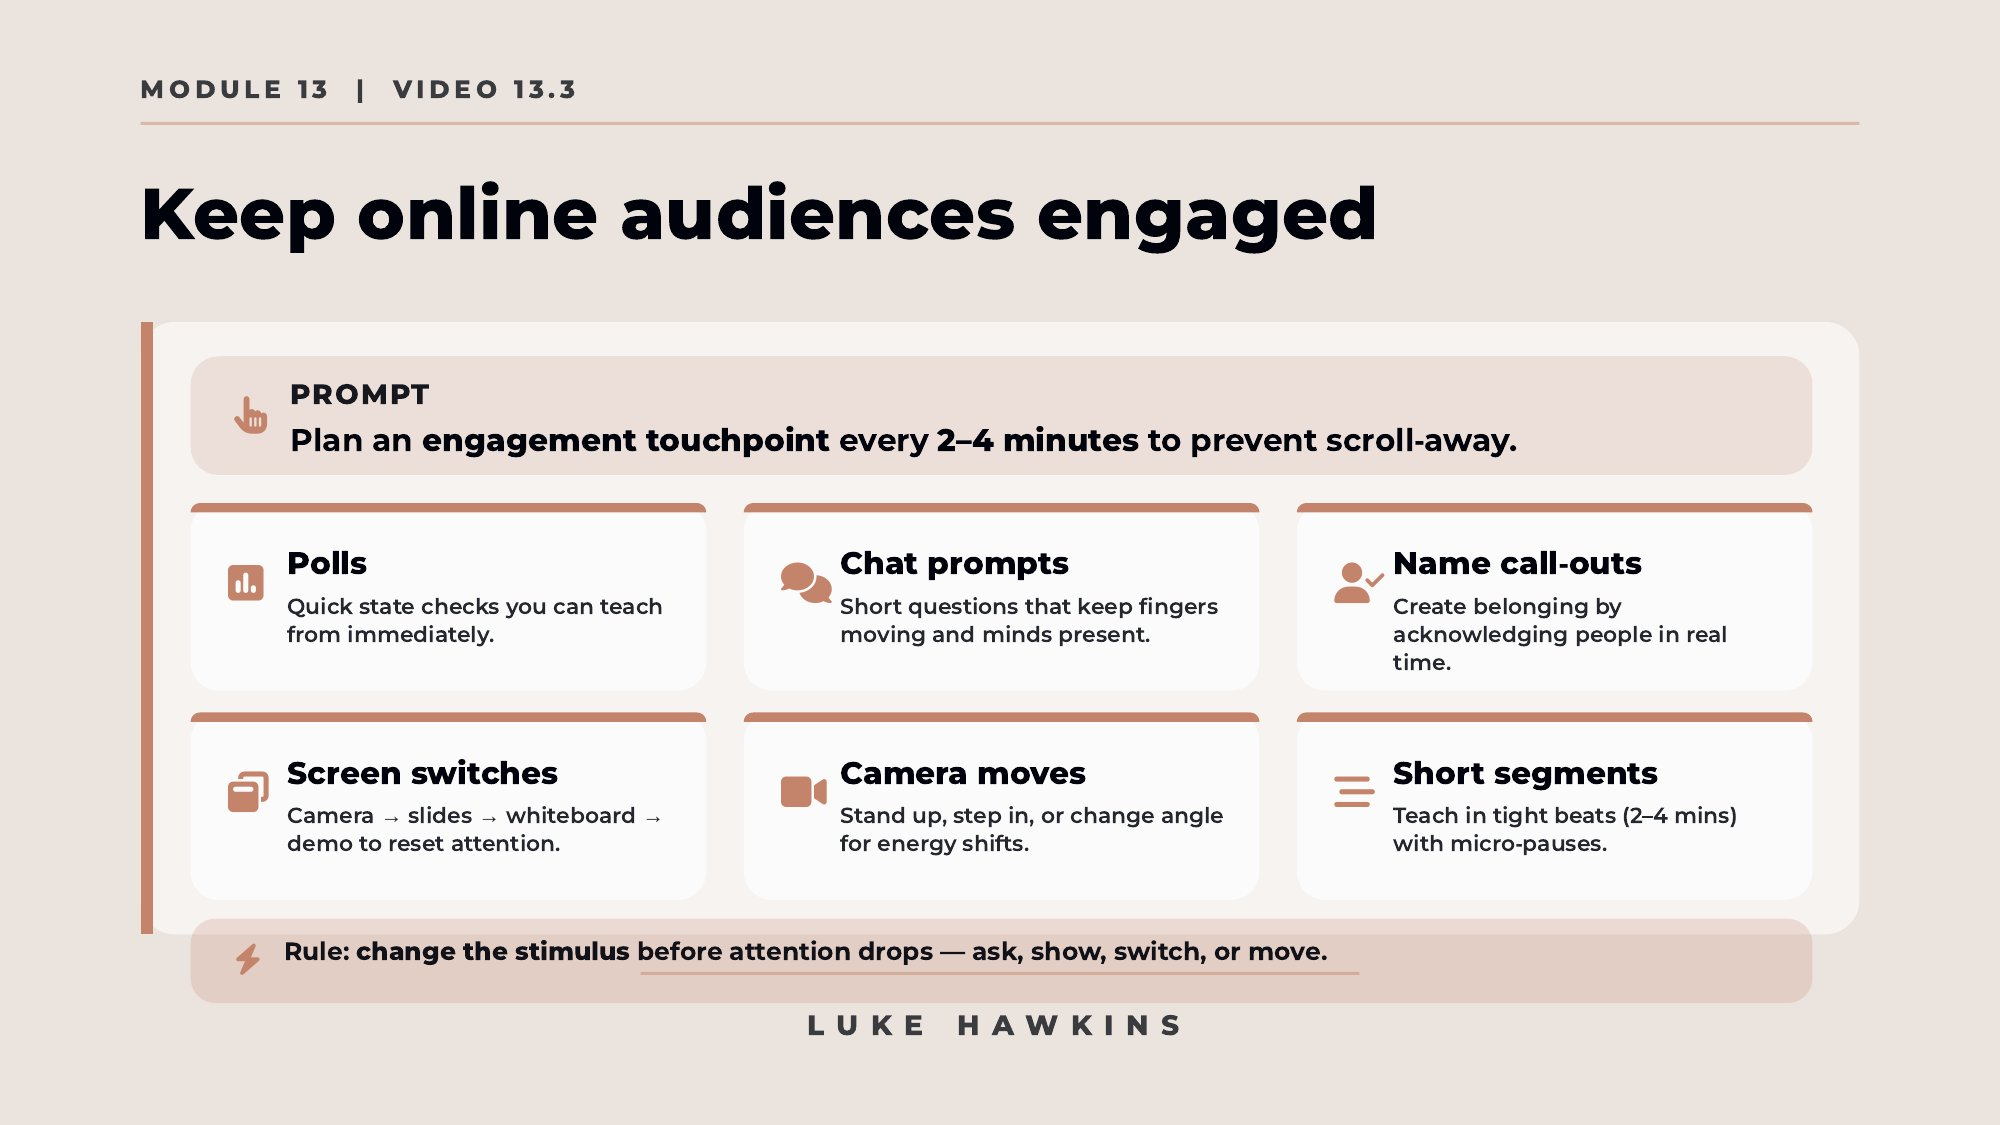 MODULE 13 | VIDEO 13.3
Keep online audiences engaged
PROMPT
Plan an engagement touchpoint every 2–4 minutes to prevent scroll-away.
Polls
Quick state checks you can teach
from immediately.
Chat prompts
Short questions that keep fingers
moving and minds present.
Name call-outs
Create belonging by
acknowledging people in real
time.
Screen switches
Camera → slides → whiteboard →
demo to reset attention.
Camera moves
Stand up, step in, or change angle
for energy shifts.
Short segments
Teach in tight beats (2–4 mins)
with micro-pauses.
Rule: change the stimulus before attention drops — ask, show, switch, or move.
LUKE HAWKINS